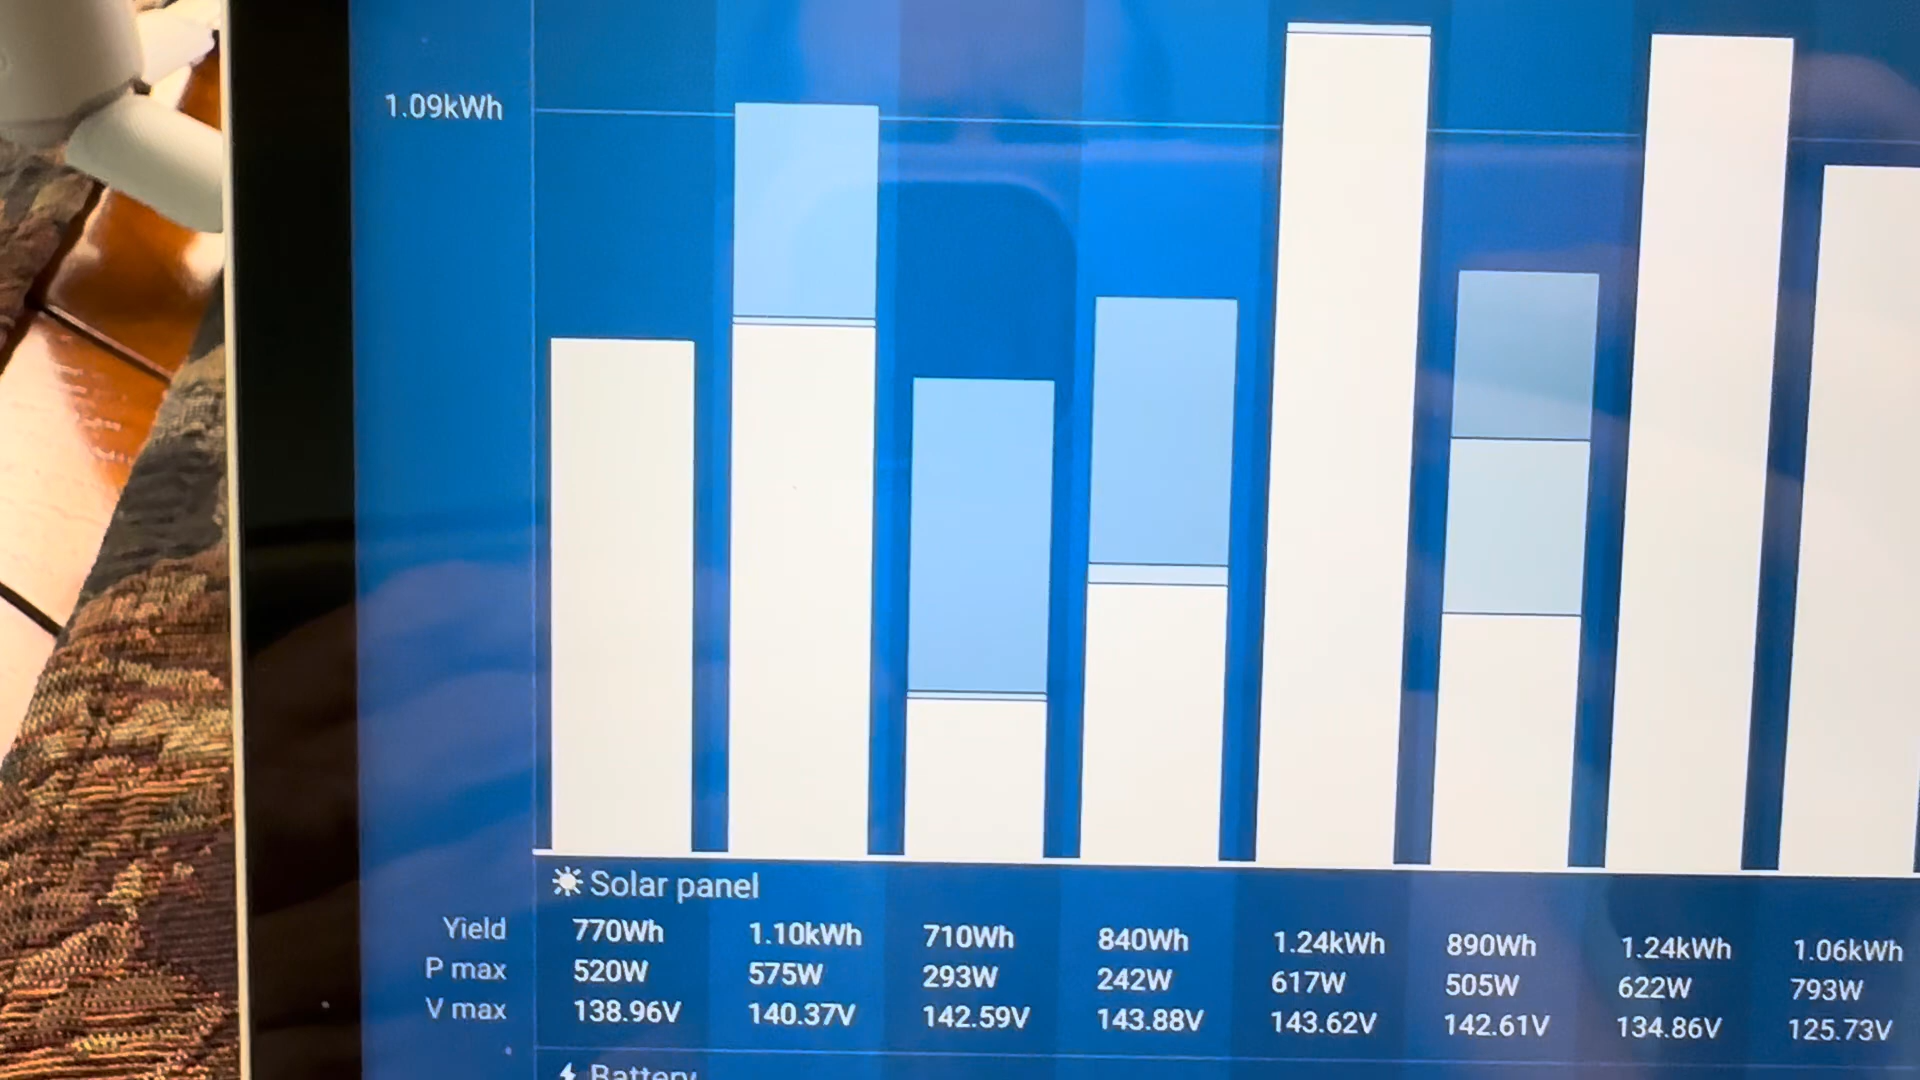 1.09kWh
Solar panel
Yield 770Wh 1.10kWh 710Wh 840Wh 1.24kWh 890Wh 1.24kWh 1.06kWh
P max 520W 575W 293W 242W 617W 505W 622W 793W
V max 138.96V 140.37V 142.59V 143.88V 143.62V 142.61V 134.86V 125.73V
Battery